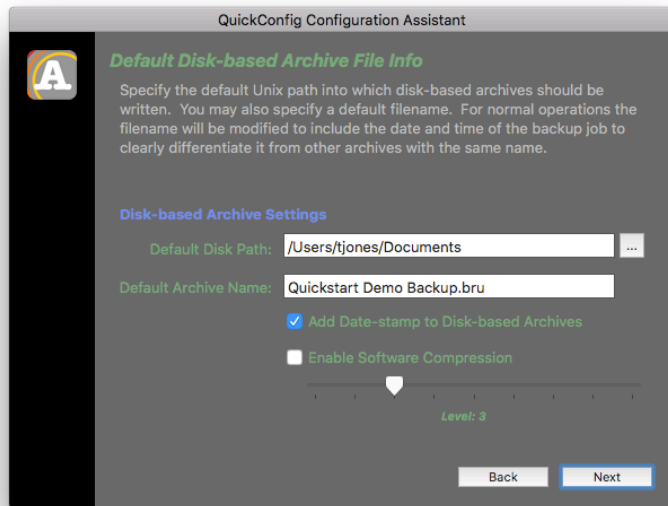 QuickConfig Configuration Assistant
A
Default Disk-based Archive File Info
Specify the default Unix path into which disk-based archives should be
written. You may also specify a default filename. For normal operations the
filename will be modified to include the date and time of the backup job to
clearly differentiate it from other archives with the same name.
Disk-based Archive Settings
Default Disk Path: /Users/tjones/Documents ...
Default Archive Name: Quickstart Demo Backup.bru
Add Date-stamp to Disk-based Archives
Enable Software Compression
Level: 3
Back Next